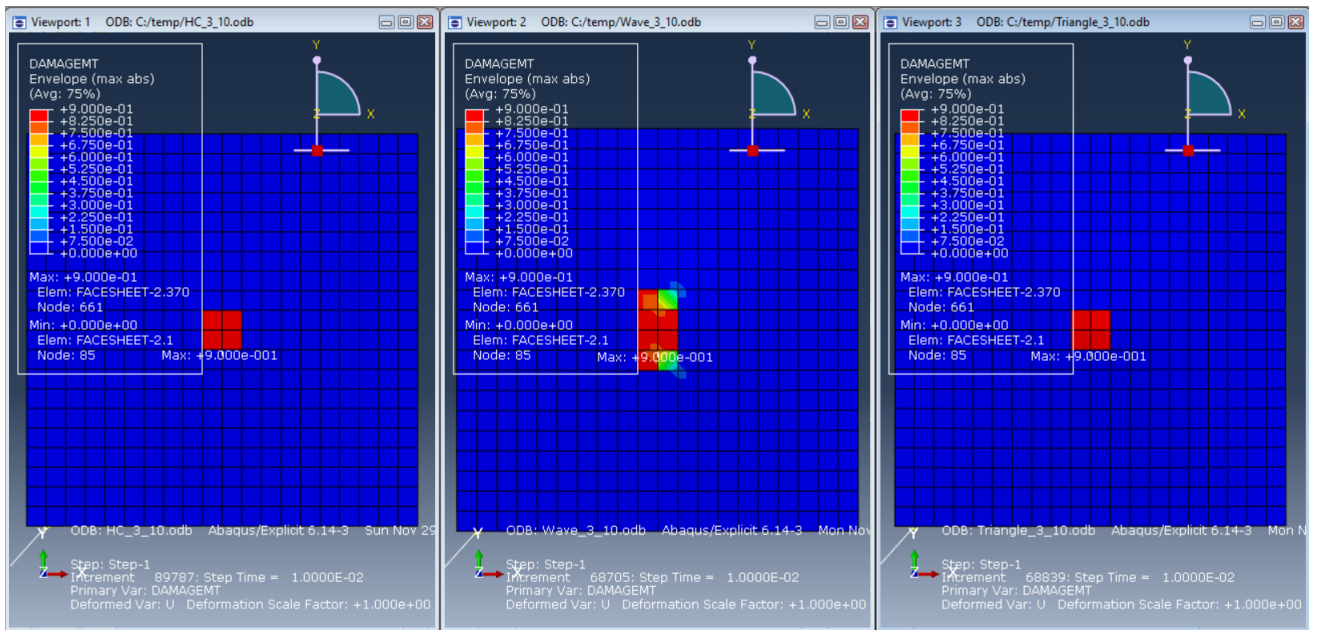 Viewport: 1 ODB: C:/temp/HC_3_10.odb
DAMAGEMT
Envelope (max abs)
(Avg: 75%)
+9.000e-01
+8.250e-01
+7.500e-01
+6.750e-01
+6.000e-01
+5.250e-01
+4.500e-01
+3.750e-01
+3.000e-01
+2.250e-01
+1.500e-01
+7.500e-02
+0.000e+00
Max: +9.000e-01
Elem: FACESHEET-2.370
Node: 661
Min: +0.000e+00
Elem: FACESHEET-2.1
Node: 85
Max: +9.000e-001
Y
Z
X
ODB: HC_3_10.odb Abaqus/Explicit 6.14-3 Sun Nov 29
Y
Z
X
Step: Step-1
Increment 89787: Step Time = 1.0000E-02
Primary Var: DAMAGEMT
Deformed Var: U Deformation Scale Factor: +1.000e+00
Viewport: 2 ODB: C:/temp/Wave_3_10.odb
DAMAGEMT
Envelope (max abs)
(Avg: 75%)
+9.000e-01
+8.250e-01
+7.500e-01
+6.750e-01
+6.000e-01
+5.250e-01
+4.500e-01
+3.750e-01
+3.000e-01
+2.250e-01
+1.500e-01
+7.500e-02
+0.000e+00
Max: +9.000e-01
Elem: FACESHEET-2.370
Node: 661
Min: +0.000e+00
Elem: FACESHEET-2.1
Node: 85
Max: +9.000e-001
Y
Z
X
ODB: Wave_3_10.odb Abaqus/Explicit 6.14-3 Mon Nov
Y
Z
X
Step: Step-1
Increment 68705: Step Time = 1.0000E-02
Primary Var: DAMAGEMT
Deformed Var: U Deformation Scale Factor: +1.000e+00
Viewport: 3 ODB: C:/temp/Triangle_3_10.odb
DAMAGEMT
Envelope (max abs)
(Avg: 75%)
+9.000e-01
+8.250e-01
+7.500e-01
+6.750e-01
+6.000e-01
+5.250e-01
+4.500e-01
+3.750e-01
+3.000e-01
+2.250e-01
+1.500e-01
+7.500e-02
+0.000e+00
Max: +9.000e-01
Elem: FACESHEET-2.370
Node: 661
Min: +0.000e+00
Elem: FACESHEET-2.1
Node: 85
Max: +9.000e-001
Y
Z
X
ODB: Triangle_3_10.odb Abaqus/Explicit 6.14-3 Mon N
Y
Z
X
Step: Step-1
Increment 68839: Step Time = 1.0000E-02
Primary Var: DAMAGEMT
Deformed Var: U Deformation Scale Factor: +1.000e+00